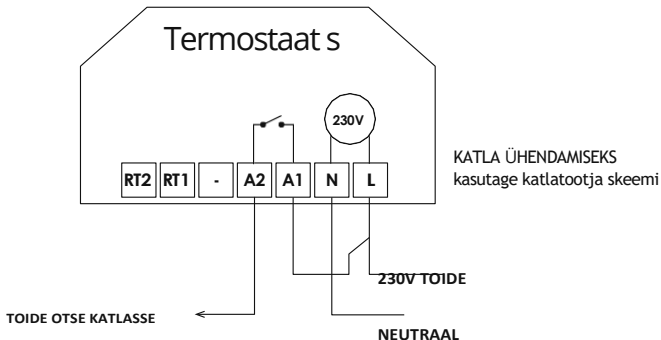 Termostaat s
230V
RT2 RT1 - A2 A1 N L
KATLA ÜHENDAMISEKS
kasutage katlatootja skeemi
230V TOIDE
TOIDE OTSE KATLASSE
NEUTRAAL